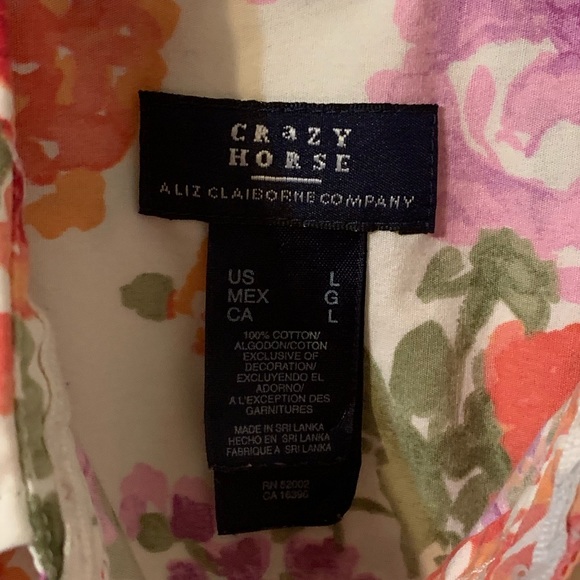 CRAZY
HORSE
A LIZ CLAIBORNE COMPANY
US L
MEX G
CA L
100% COTTON/
ALGODON/COTON
EXCLUSIVE OF
DECORATION/
EXCLUYENDO EL
ADORNO/
A L'EXCEPTION DES
GARNITURES
MADE IN SRI LANKA
HECHO EN SRI LANKA
FABRIQUE A SRI LANKA
RN 52002
CA 16396